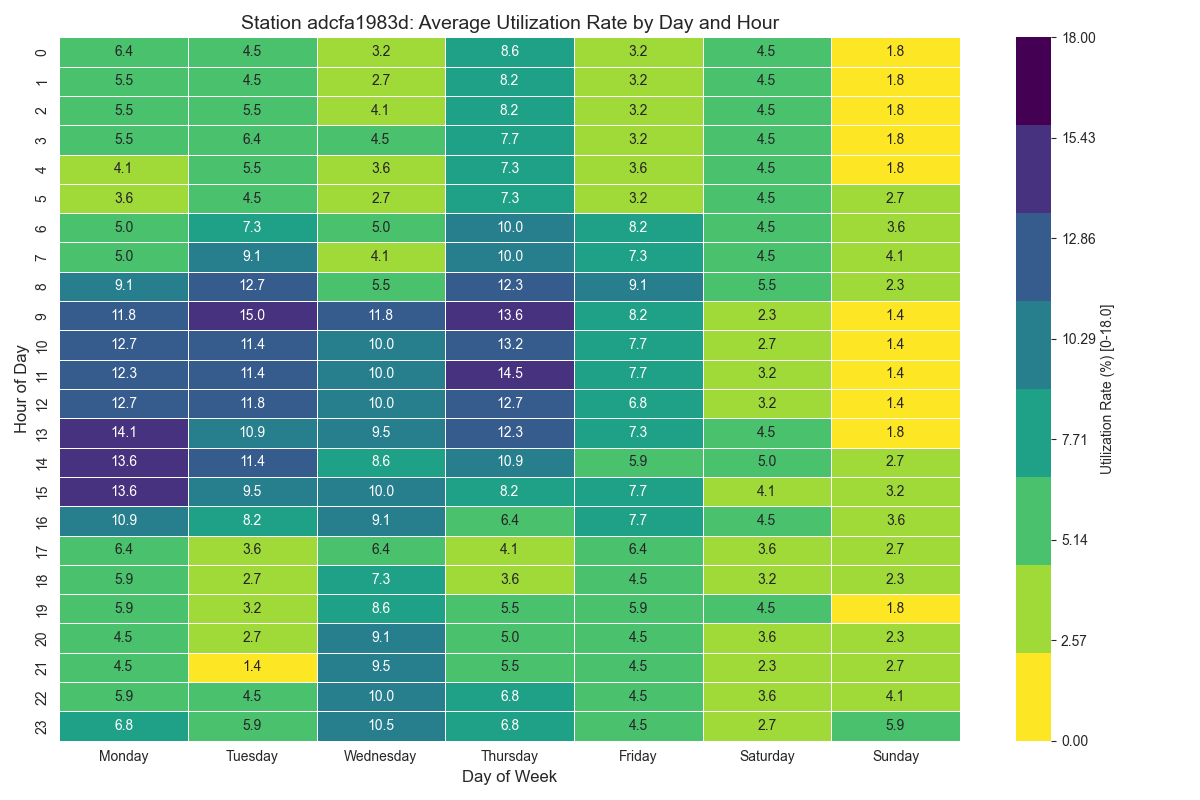 Station adcfa1983d: Average Utilization Rate by Day and Hour
0 6.4 4.5 3.2 8.6 3.2 4.5 1.8
1 5.5 4.5 2.7 8.2 3.2 4.5 1.8
2 5.5 5.5 4.1 8.2 3.2 4.5 1.8
3 5.5 6.4 4.5 7.7 3.2 4.5 1.8
4 4.1 5.5 3.6 7.3 3.6 4.5 1.8
5 3.6 4.5 2.7 7.3 3.2 4.5 2.7
6 5.0 7.3 5.0 10.0 8.2 4.5 3.6
7 5.0 9.1 4.1 10.0 7.3 4.5 4.1
8 9.1 12.7 5.5 12.3 9.1 5.5 2.3
9 11.8 15.0 11.8 13.6 8.2 2.3 1.4
10 12.7 11.4 10.0 13.2 7.7 2.7 1.4
11 12.3 11.4 10.0 14.5 7.7 3.2 1.4
12 12.7 11.8 10.0 12.7 6.8 3.2 1.4
13 14.1 10.9 9.5 12.3 7.3 4.5 1.8
14 13.6 11.4 8.6 10.9 5.9 5.0 2.7
15 13.6 9.5 10.0 8.2 7.7 4.1 3.2
16 10.9 8.2 9.1 6.4 7.7 4.5 3.6
17 6.4 3.6 6.4 4.1 6.4 3.6 2.7
18 5.9 2.7 7.3 3.6 4.5 3.2 2.3
19 5.9 3.2 8.6 5.5 5.9 4.5 1.8
20 4.5 2.7 9.1 5.0 4.5 3.6 2.3
21 4.5 1.4 9.5 5.5 4.5 2.3 2.7
22 5.9 4.5 10.0 6.8 4.5 3.6 4.1
23 6.8 5.9 10.5 6.8 4.5 2.7 5.9
Monday Tuesday Wednesday Thursday Friday Saturday Sunday
Day of Week
Hour of Day
18.00
15.43
12.86
10.29
7.71
5.14
2.57
0.00
Utilization Rate (%) [0-18.0]